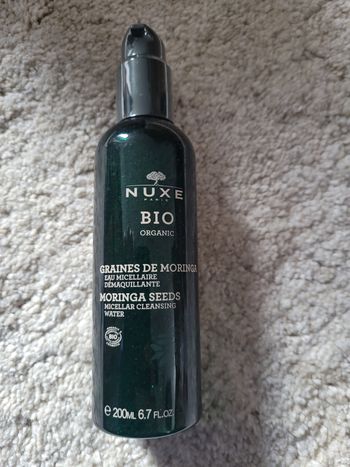 NUXE
PARIS
BIO
ORGANIC
GRAINES DE MORINGA
EAU MICELLAIRE
DÉMAQUILLANTE
MORINGA SEEDS
MICELLAR CLEANSING
WATER
BIO
℮ 200ML 6.7 FL.OZ.